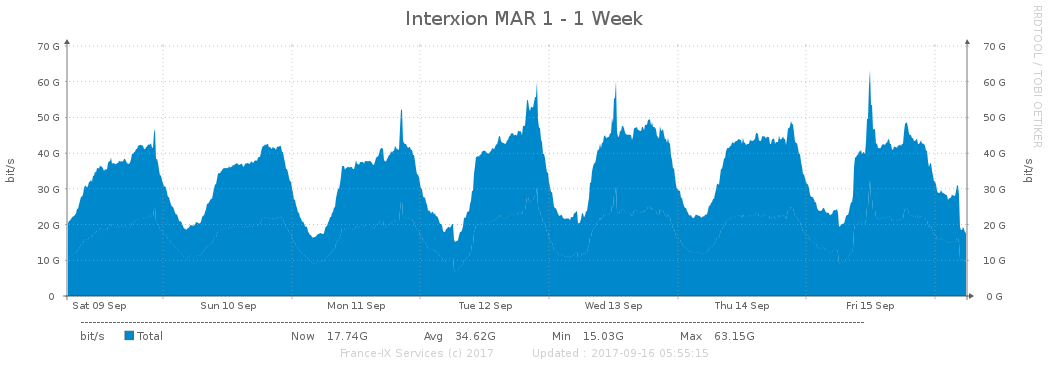 Interxion MAR 1 - 1 Week
RRDTOOL / TOBI OETIKER
70 G 70 G
60 G 60 G
50 G 50 G
40 G 40 G
30 G 30 G
20 G 20 G
10 G 10 G
0 0 G
bit/s bit/s
Sat 09 Sep Sun 10 Sep Mon 11 Sep Tue 12 Sep Wed 13 Sep Thu 14 Sep Fri 15 Sep
bit/s Total Now 17.74G Avg 34.62G Min 15.03G Max 63.15G
France-IX Services (c) 2017 Updated : 2017-09-16 05:55:15